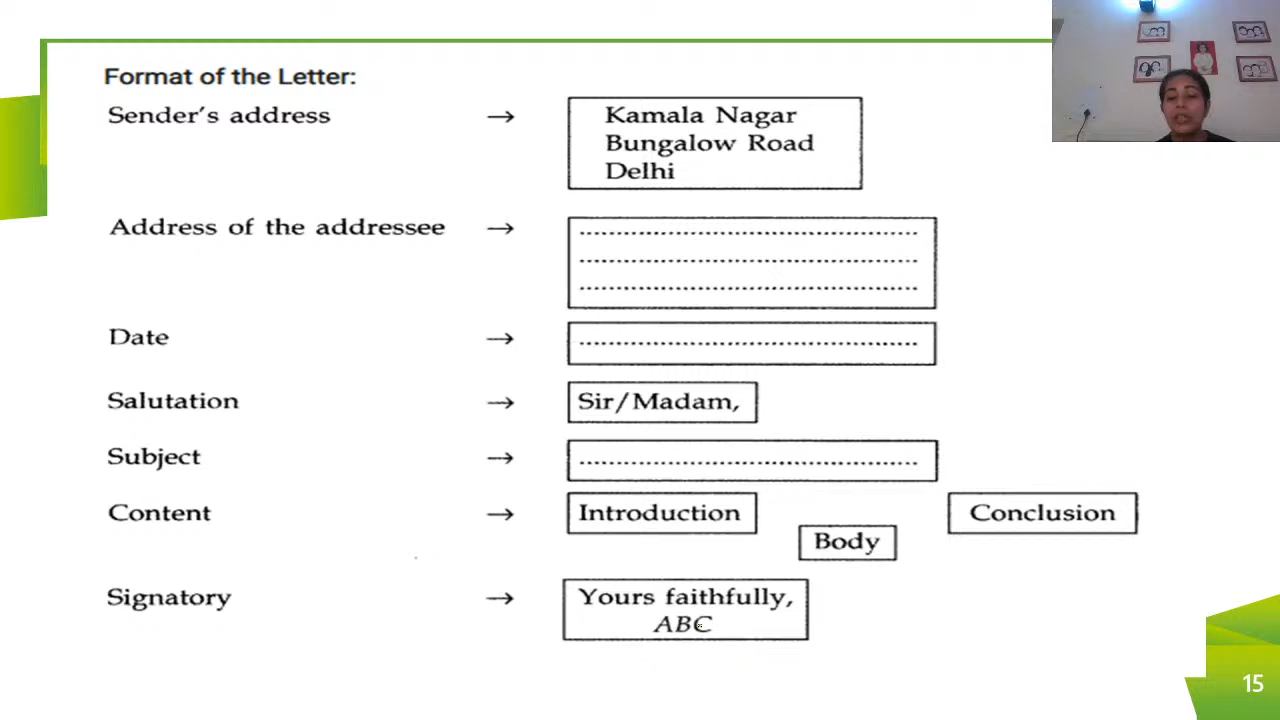 Format of the Letter:
Sender's address → Kamala Nagar
Bungalow Road
Delhi
Address of the addressee → ............................................
............................................
............................................
Date → ............................................
Salutation → Sir/Madam,
Subject → ............................................
Content → Introduction Body Conclusion
Signatory → Yours faithfully,
ABC
15